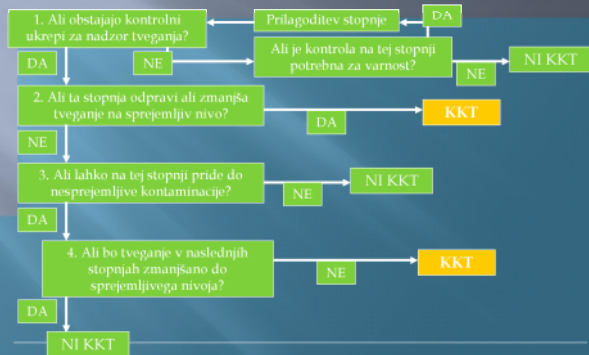 1. Ali obstajajo kontrolni
ukrepi za nadzor tveganja?
Prilagoditev stopnje
DA
DA
NE
Ali je kontrola na tej stopnji
potrebna za varnost?
NE
NI KKT
2. Ali ta stopnja odpravi ali zmanjša
tveganje na sprejemljiv nivo?
DA
KKT
NE
3. Ali lahko na tej stopnji pride do
nesprejemljive kontaminacije?
NE
NI KKT
DA
4. Ali bo tveganje v naslednjih
stopnjah zmanjšano do
sprejemljivega nivoja?
NE
KKT
DA
NI KKT